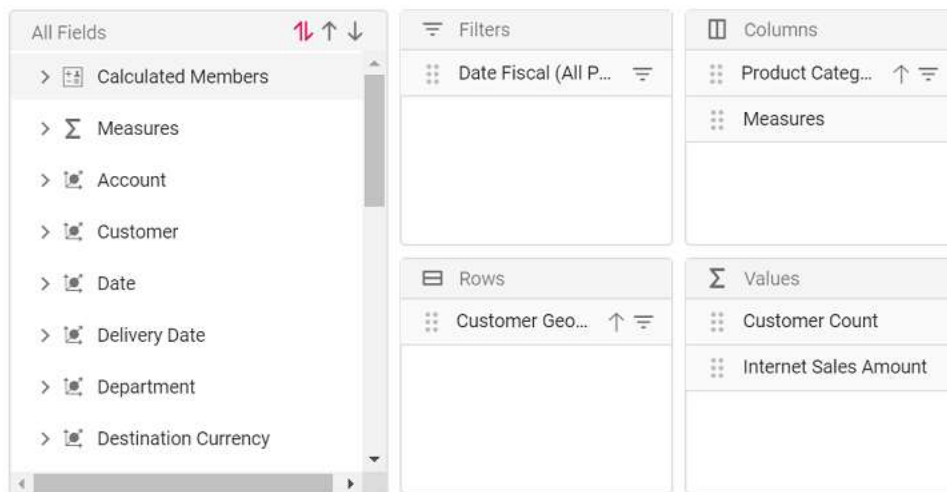 All Fields
Calculated Members
Measures
Account
Customer
Date
Delivery Date
Department
Destination Currency
Filters
Date Fiscal (All P...
Columns
Product Categ...
Measures
Rows
Customer Geo...
Values
Customer Count
Internet Sales Amount